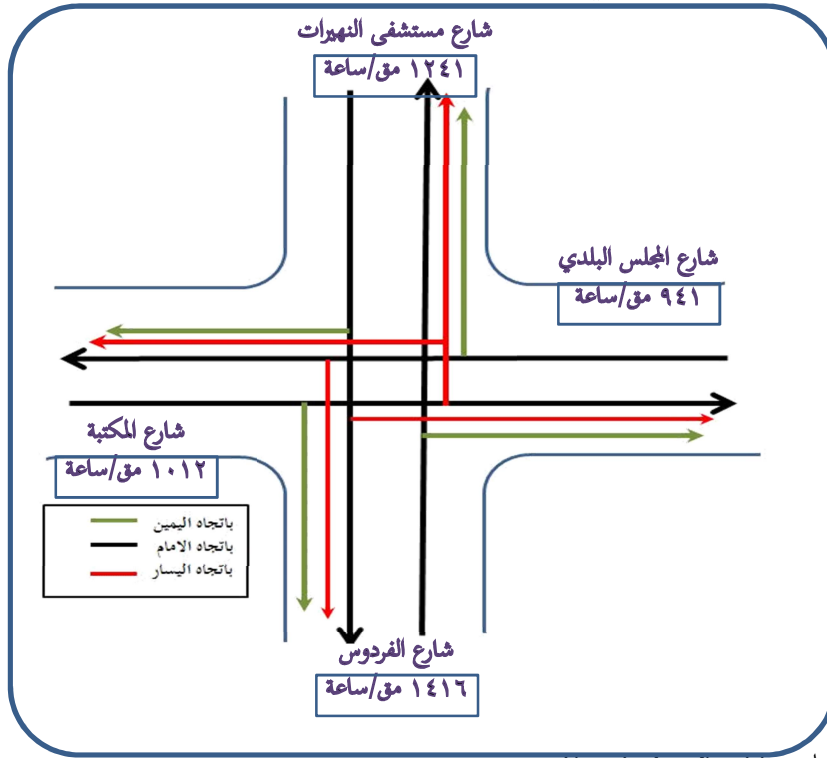 شارع مستشفى النهيرات
١٢٤١ مق/ساعة
شارع المجلس البلدي
٩٤١ مق/ساعة
شارع المكتبة
١٠١٢ مق/ساعة
باتجاه اليمين
باتجاه الامام
باتجاه اليسار
شارع الفردوس
١٤١٦ مق/ساعة